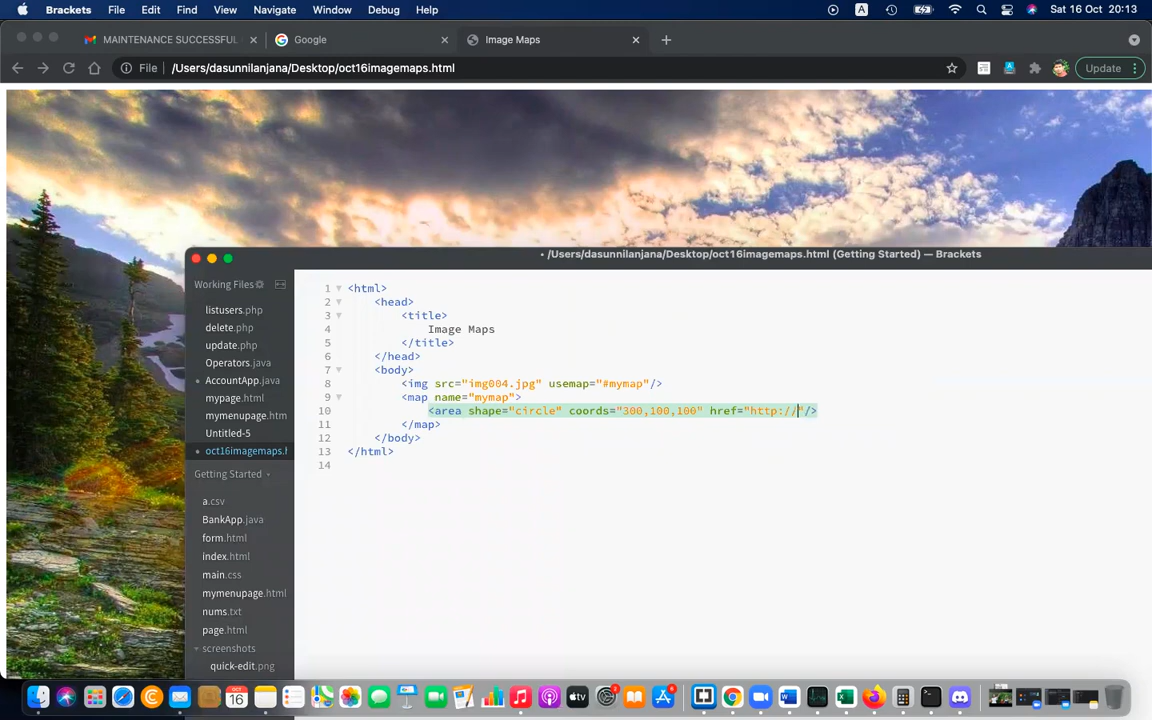 Brackets File Edit Find View Navigate Window Debug Help A Sat 16 Oct 20:13
MAINTENANCE SUCCESSFUL Google Image Maps
File /Users/dasunnilanjana/Desktop/oct16imagemaps.html Update
• /Users/dasunnilanjana/Desktop/oct16imagemaps.html (Getting Started) — Brackets
Working Files
listusers.php
delete.php
update.php
Operators.java
AccountApp.java
mypage.html
mymenupage.htm
Untitled-5
oct16imagemaps.h
Getting Started
a.csv
BankApp.java
form.html
index.html
main.css
mymenupage.html
nums.txt
page.html
screenshots
quick-edit.png
1 <html>
2 <head>
3 <title>
4 Image Maps
5 </title>
6 </head>
7 <body>
8 <img src="img004.jpg" usemap="#mymap"/>
9 <map name="mymap">
10 <area shape="circle" coords="300,100,100" href="http://"/>
11 </map>
12 </body>
13 </html>
14
OCT
16
tv